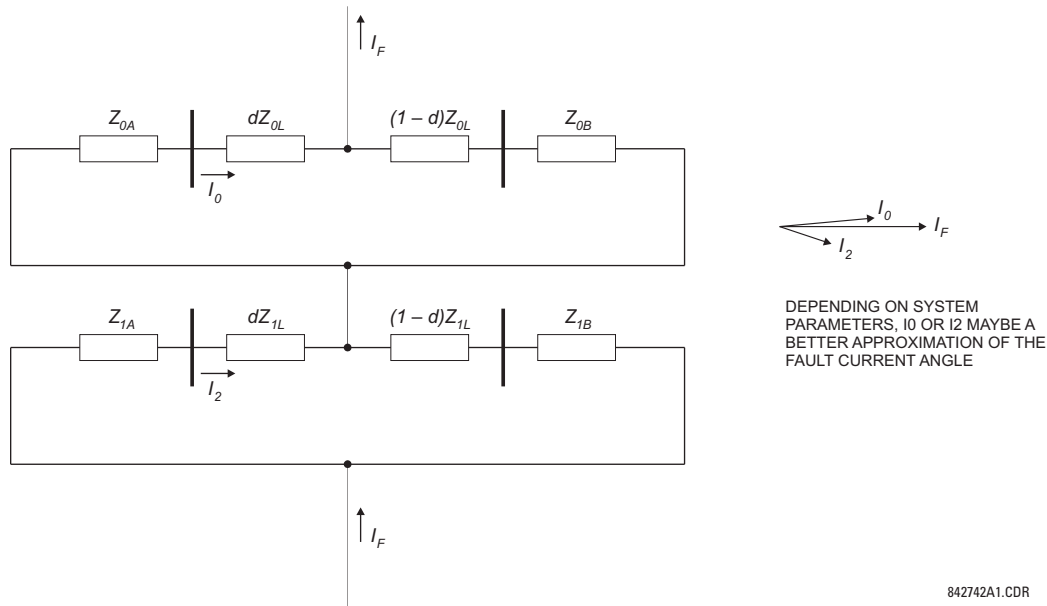 I_F
Z_0A dZ_0L (1 – d)Z_0L Z_0B
I_0
I_0
I_F
I_2
Z_1A dZ_1L (1 – d)Z_1L Z_1B
I_2
DEPENDING ON SYSTEM
PARAMETERS, I0 OR I2 MAYBE A
BETTER APPROXIMATION OF THE
FAULT CURRENT ANGLE
I_F
842742A1.CDR